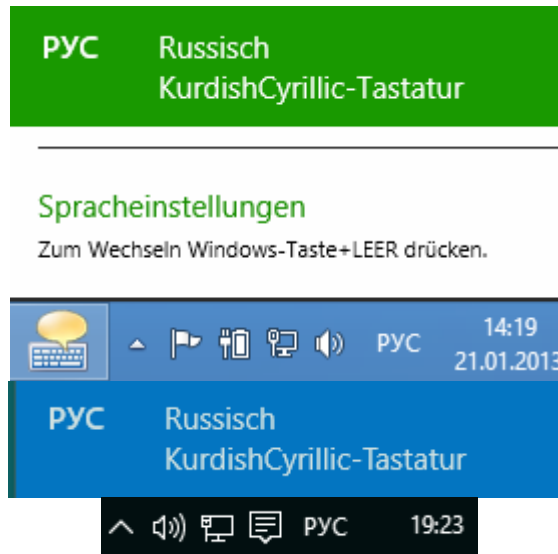 РУС Russisch
KurdishCyrillic-Tastatur
Spracheinstellungen
Zum Wechseln Windows-Taste+LEER drücken.
РУС 14:19
21.01.2013
РУС Russisch
KurdishCyrillic-Tastatur
РУС 19:23